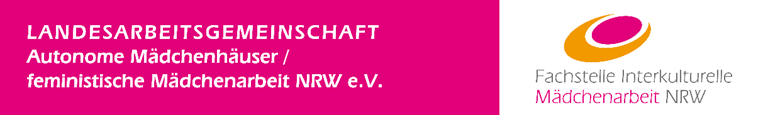 LANDESARBEITSGEMEINSCHAFT
Autonome Mädchenhäuser /
feministische Mädchenarbeit NRW e.V.
Fachstelle Interkulturelle
Mädchenarbeit NRW